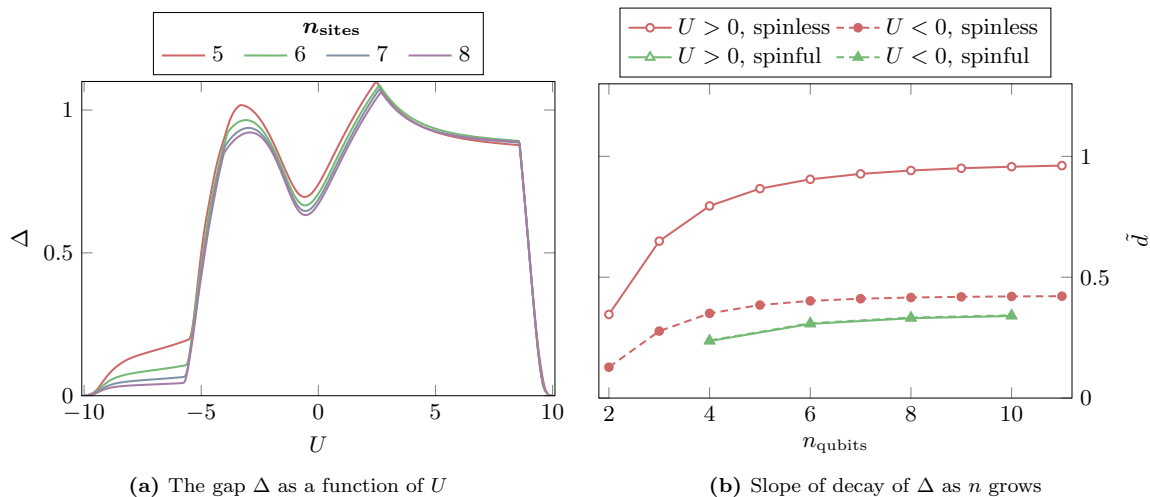 n_sites
5 6 7 8
1
0.5
0
Δ
−10 −5 0 5 10
U
(a) The gap Δ as a function of U
U > 0, spinless U < 0, spinless
U > 0, spinful U < 0, spinful
1
0.5
0
d̃
2 4 6 8 10
n_qubits
(b) Slope of decay of Δ as n grows